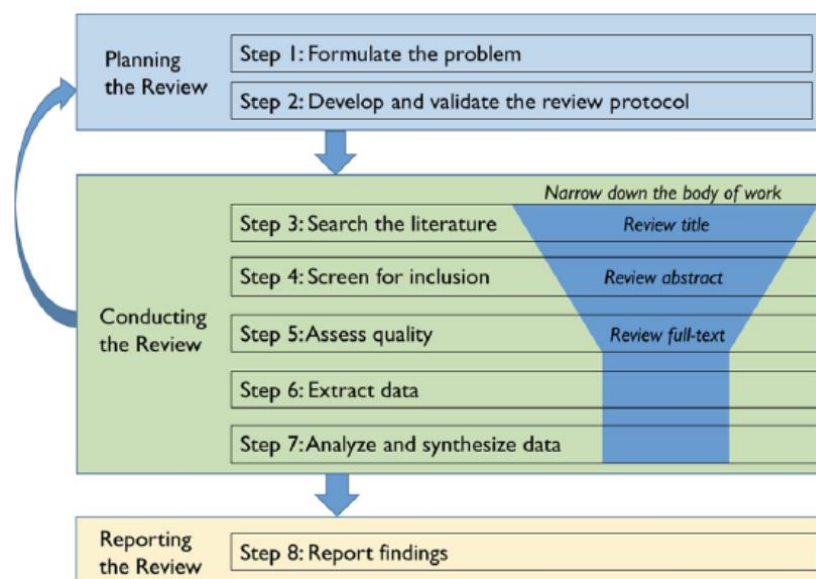 Planning
the Review
Step 1: Formulate the problem
Step 2: Develop and validate the review protocol
Narrow down the body of work
Conducting
the Review
Step 3: Search the literature
Review title
Step 4: Screen for inclusion
Review abstract
Step 5: Assess quality
Review full-text
Step 6: Extract data
Step 7: Analyze and synthesize data
Reporting
the Review
Step 8: Report findings